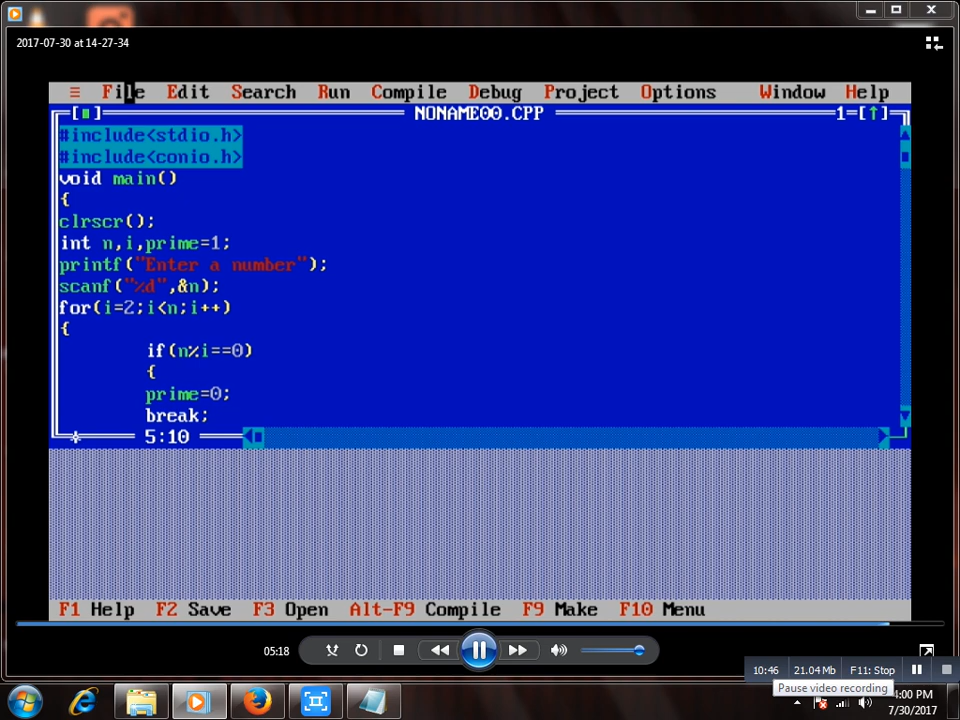 2017-07-30 at 14-27-34
≡ File Edit Search Run Compile Debug Project Options Window Help
[■] NONAME00.CPP 1=[↑]
#include<stdio.h>
#include<conio.h>
void main()
{
clrscr();
int n,i,prime=1;
printf("Enter a number");
scanf("%d",&n);
for(i=2;i<n;i++)
{
if(n%i==0)
{
prime=0;
break;
5:10
F1 Help F2 Save F3 Open Alt-F9 Compile F9 Make F10 Menu
05:18
10:46 21.04 Mb F11: Stop
Pause video recording
:00 PM
7/30/2017